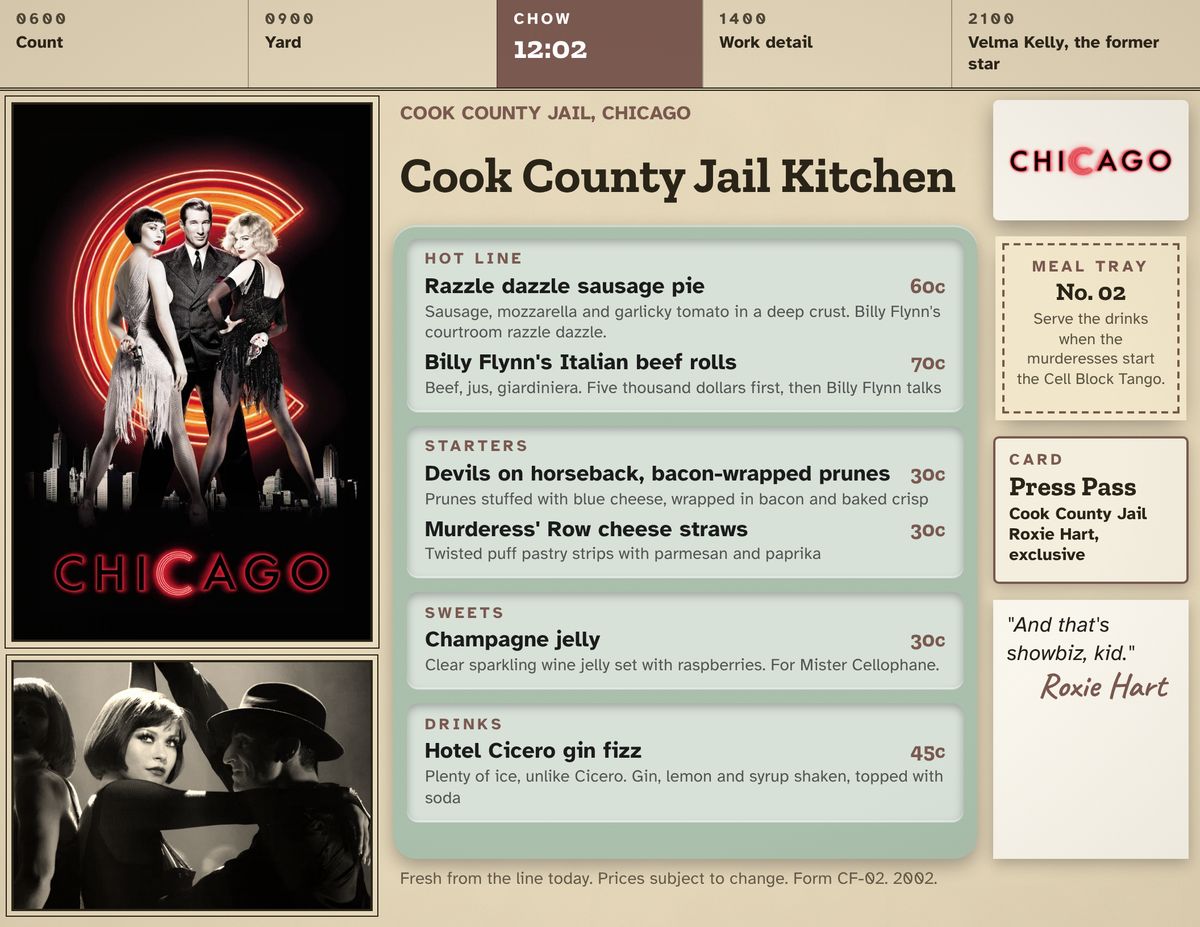 0600
Count
0900
Yard
CHOW
12:02
1400
Work detail
2100
Velma Kelly, the former
star
CHICAGO
COOK COUNTY JAIL, CHICAGO
Cook County Jail Kitchen
HOT LINE
Razzle dazzle sausage pie 60c
Sausage, mozzarella and garlicky tomato in a deep crust. Billy Flynn's
courtroom razzle dazzle.
Billy Flynn's Italian beef rolls 70c
Beef, jus, giardiniera. Five thousand dollars first, then Billy Flynn talks
STARTERS
Devils on horseback, bacon-wrapped prunes 30c
Prunes stuffed with blue cheese, wrapped in bacon and baked crisp
Murderess' Row cheese straws 30c
Twisted puff pastry strips with parmesan and paprika
SWEETS
Champagne jelly 30c
Clear sparkling wine jelly set with raspberries. For Mister Cellophane.
DRINKS
Hotel Cicero gin fizz 45c
Plenty of ice, unlike Cicero. Gin, lemon and syrup shaken, topped with
soda
Fresh from the line today. Prices subject to change. Form CF-02. 2002.
CHICAGO
MEAL TRAY
No. 02
Serve the drinks
when the
murderesses start
the Cell Block Tango.
CARD
Press Pass
Cook County Jail
Roxie Hart,
exclusive
"And that's
showbiz, kid."
Roxie Hart